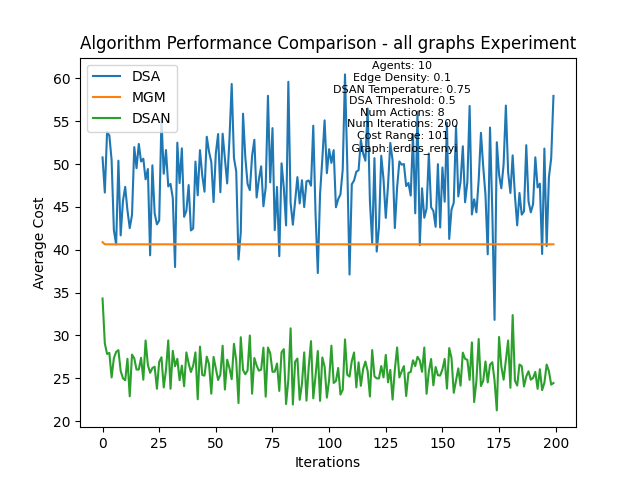 Algorithm Performance Comparison - all graphs Experiment
DSA
MGM
DSAN
Agents: 10
Edge Density: 0.1
DSAN Temperature: 0.75
DSA Threshold: 0.5
Num Actions: 8
Num Iterations: 200
Cost Range: 101
Graph: erdos_renyi
Average Cost
60
55
50
45
40
35
30
25
20
0
25
50
75
100
125
150
175
200
Iterations